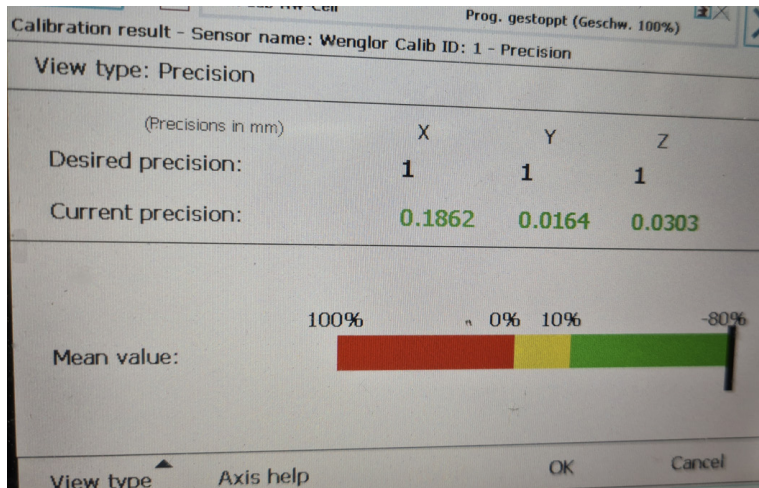 Prog. gestoppt (Geschw. 100%)
Calibration result - Sensor name: Wenglor Calib ID: 1 - Precision
View type: Precision
(Precisions in mm) X Y Z
Desired precision: 1 1 1
Current precision: 0.1862 0.0164 0.0303
100% 0% 10% -80%
Mean value:
View type Axis help OK Cancel